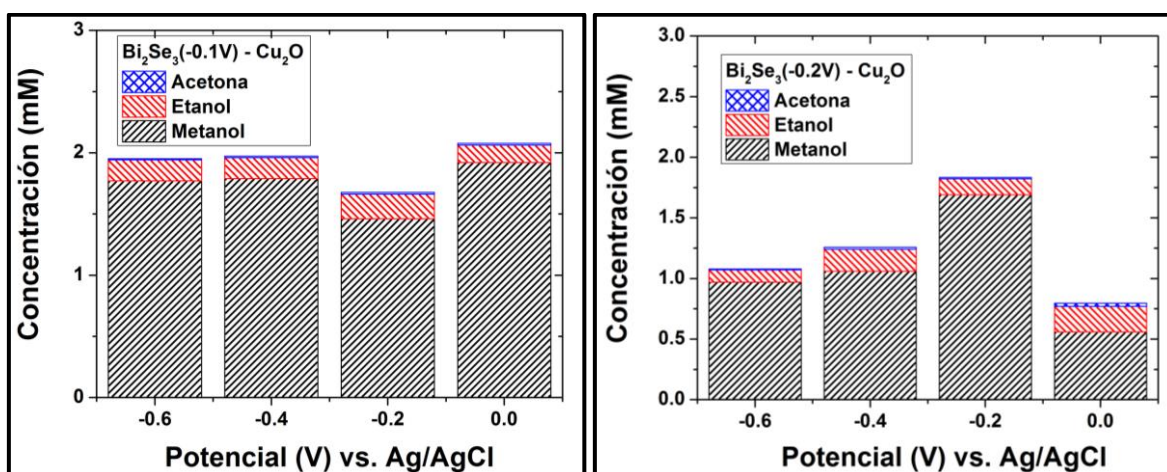 Bi₂Se₃(-0.1V) - Cu₂O
Acetona
Etanol
Metanol
3
2
1
0
Concentración (mM)
-0.6 -0.4 -0.2 0.0
Potencial (V) vs. Ag/AgCl
Bi₂Se₃(-0.2V) - Cu₂O
Acetona
Etanol
Metanol
3.0
2.5
2.0
1.5
1.0
0.5
0.0
Concentración (mM)
-0.6 -0.4 -0.2 0.0
Potencial (V) vs. Ag/AgCl